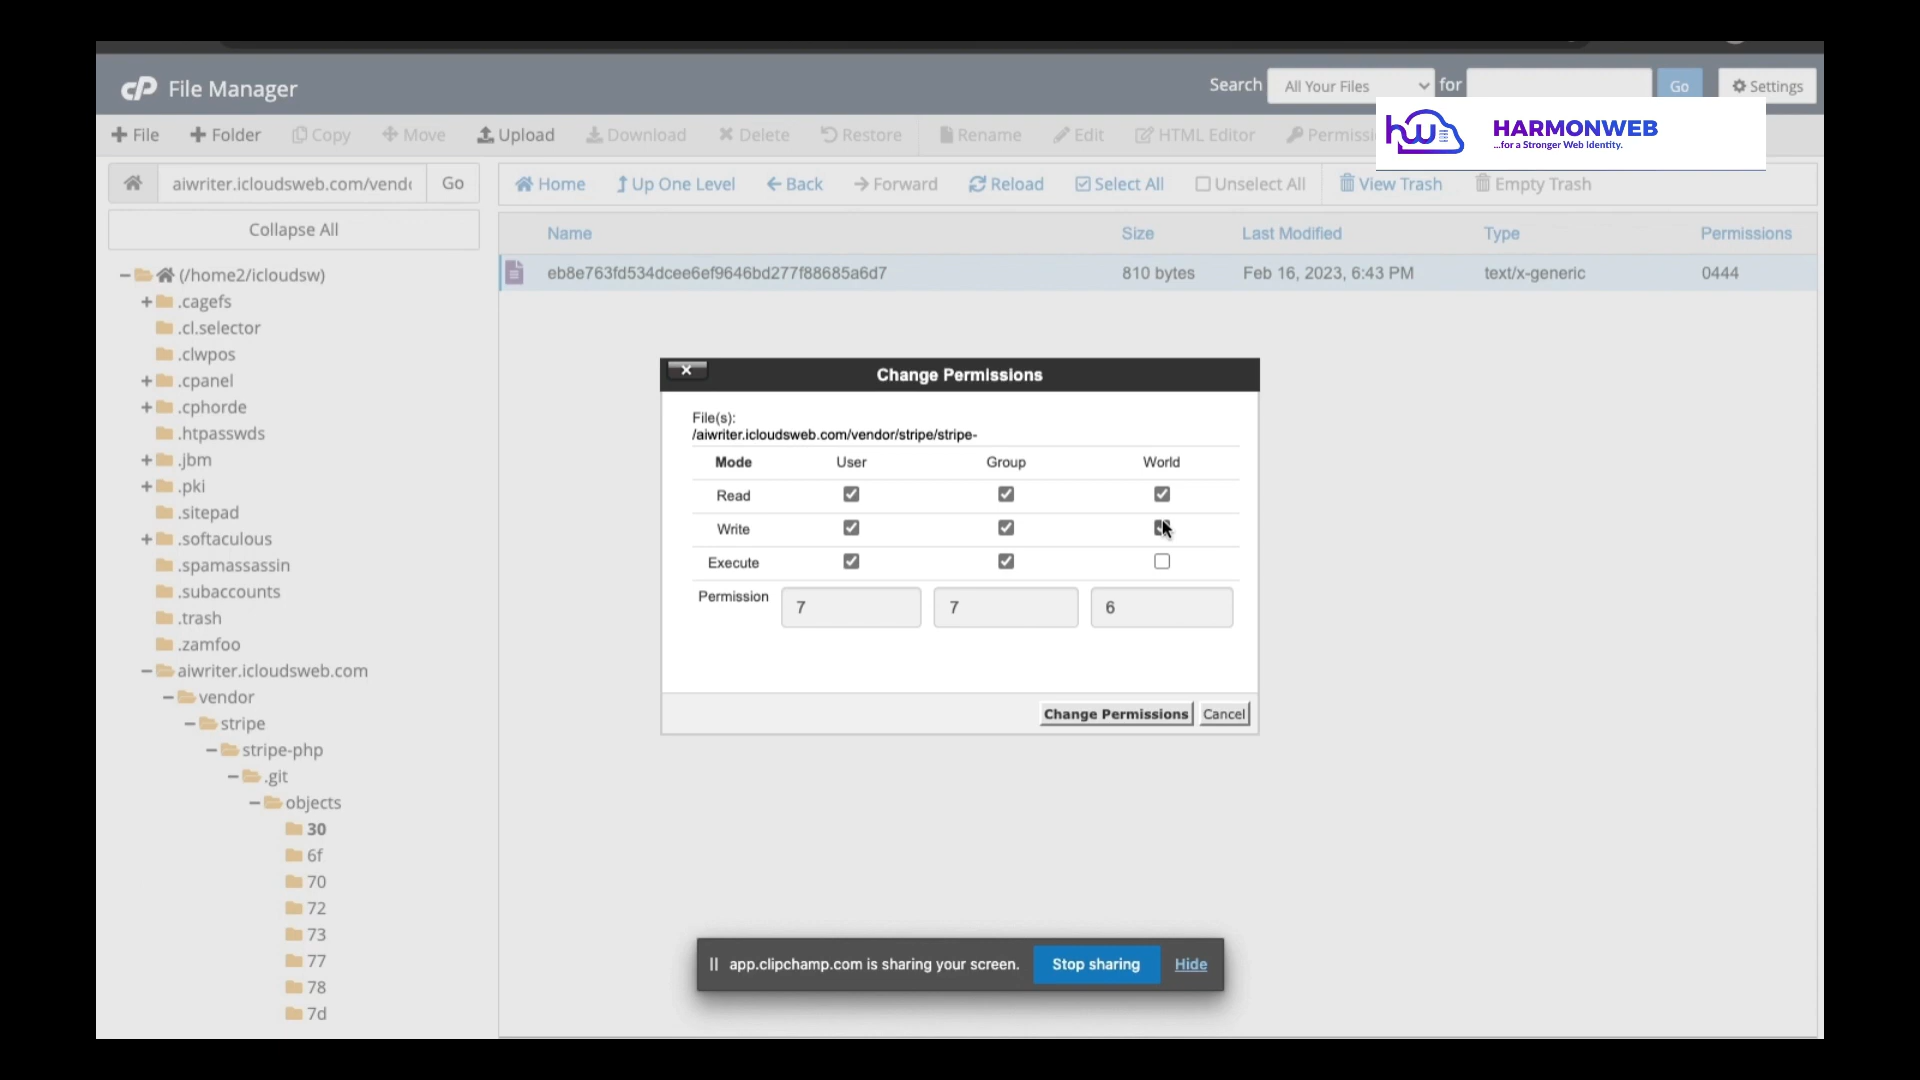 cP File Manager
Search All Your Files for Go Settings
File Folder Copy Move Upload Download Delete Restore Rename Edit HTML Editor
HARMONWEB
...for a Stronger Web Identity.
aiwriter.icloudsweb.com/vend Go
Home Up One Level Back Forward Reload Select All Unselect All View Trash Empty Trash
Collapse All
Name Size Last Modified Type Permissions
eb8e763fd534dcee6ef9646bd277f88685a6d7 810 bytes Feb 16, 2023, 6:43 PM text/x-generic 0444
(/home2/icloudsw)
.cagefs
.cl.selector
.clwpos
.cpanel
.cphorde
.htpasswds
.jbm
.pki
.sitepad
.softaculous
.spamassassin
.subaccounts
.trash
.zamfoo
aiwriter.icloudsweb.com
vendor
stripe
stripe-php
.git
objects
30
6f
70
72
73
77
78
7d
Change Permissions
File(s):
/aiwriter.icloudsweb.com/vendor/stripe/stripe-
Mode User Group World
Read
Write
Execute
Permission 7 7 6
Change Permissions Cancel
app.clipchamp.com is sharing your screen. Stop sharing Hide